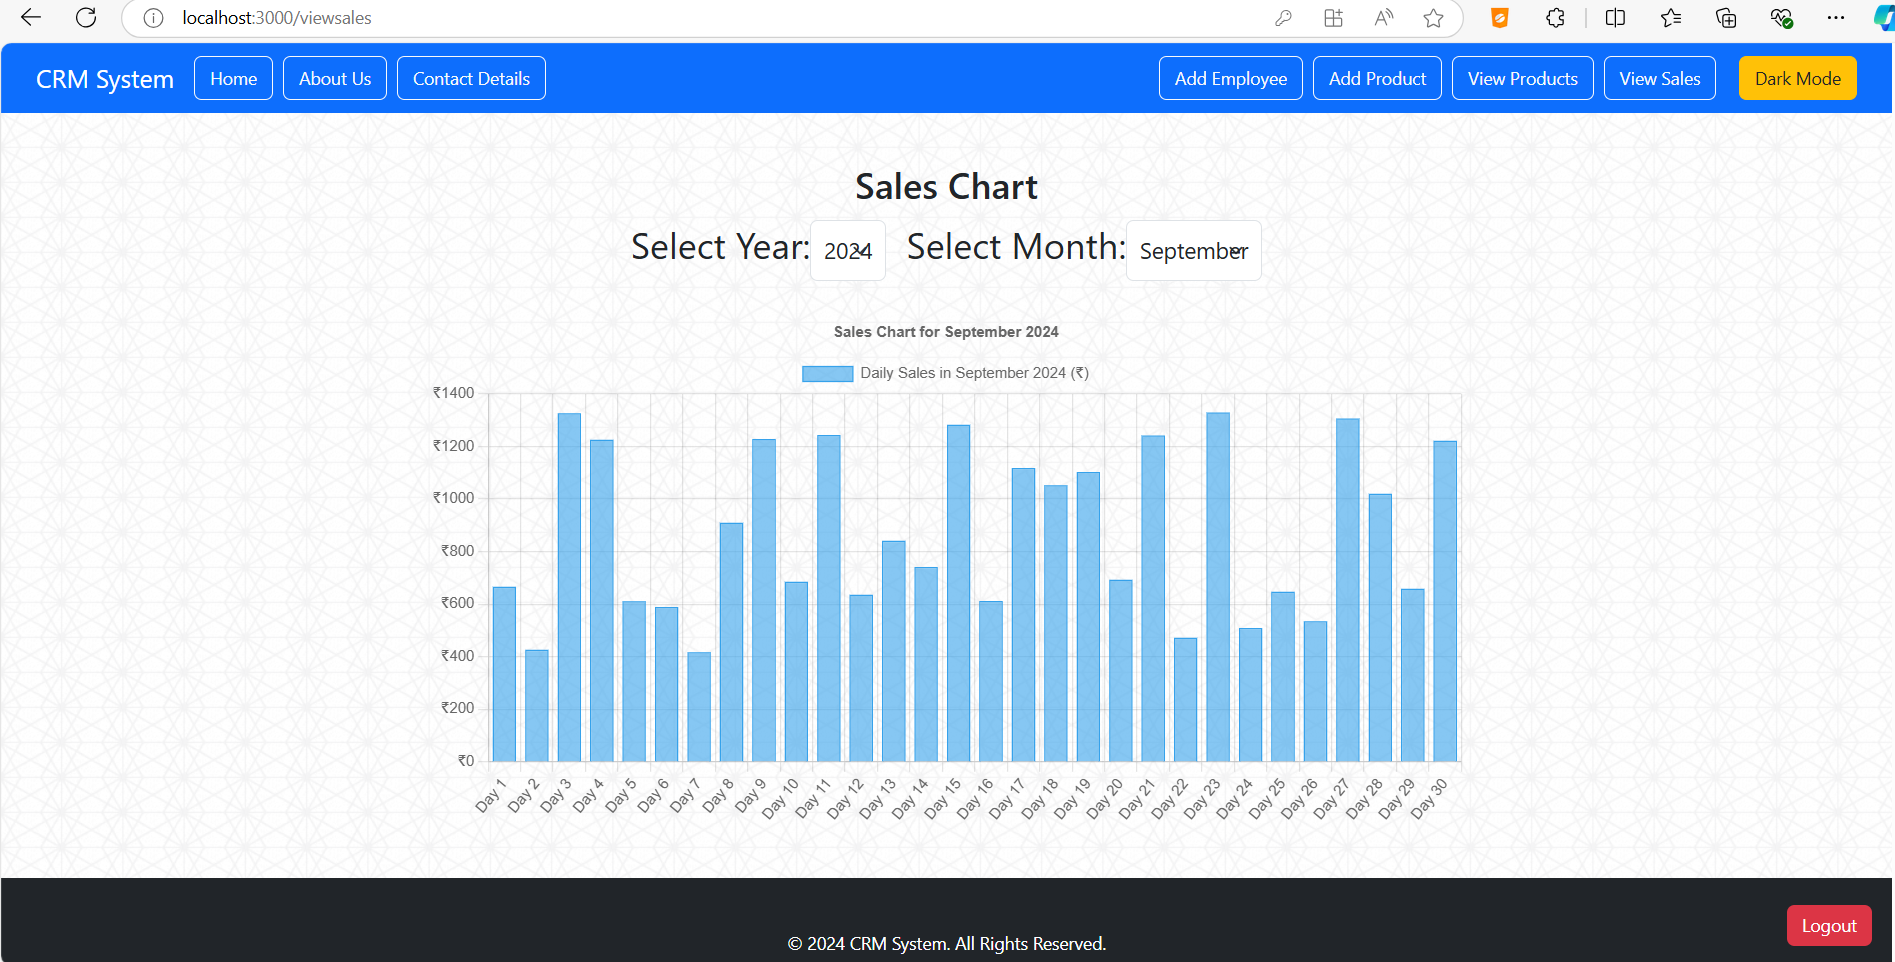 localhost:3000/viewsales
CRM System Home About Us Contact Details Add Employee Add Product View Products View Sales Dark Mode
Sales Chart
Select Year: 2024 Select Month: September
Sales Chart for September 2024
Daily Sales in September 2024 (₹)
₹1400
₹1200
₹1000
₹800
₹600
₹400
₹200
₹0
Day 1 Day 2 Day 3 Day 4 Day 5 Day 6 Day 7 Day 8 Day 9 Day 10 Day 11 Day 12 Day 13 Day 14 Day 15 Day 16 Day 17 Day 18 Day 19 Day 20 Day 21 Day 22 Day 23 Day 24 Day 25 Day 26 Day 27 Day 28 Day 29 Day 30
Logout
© 2024 CRM System. All Rights Reserved.